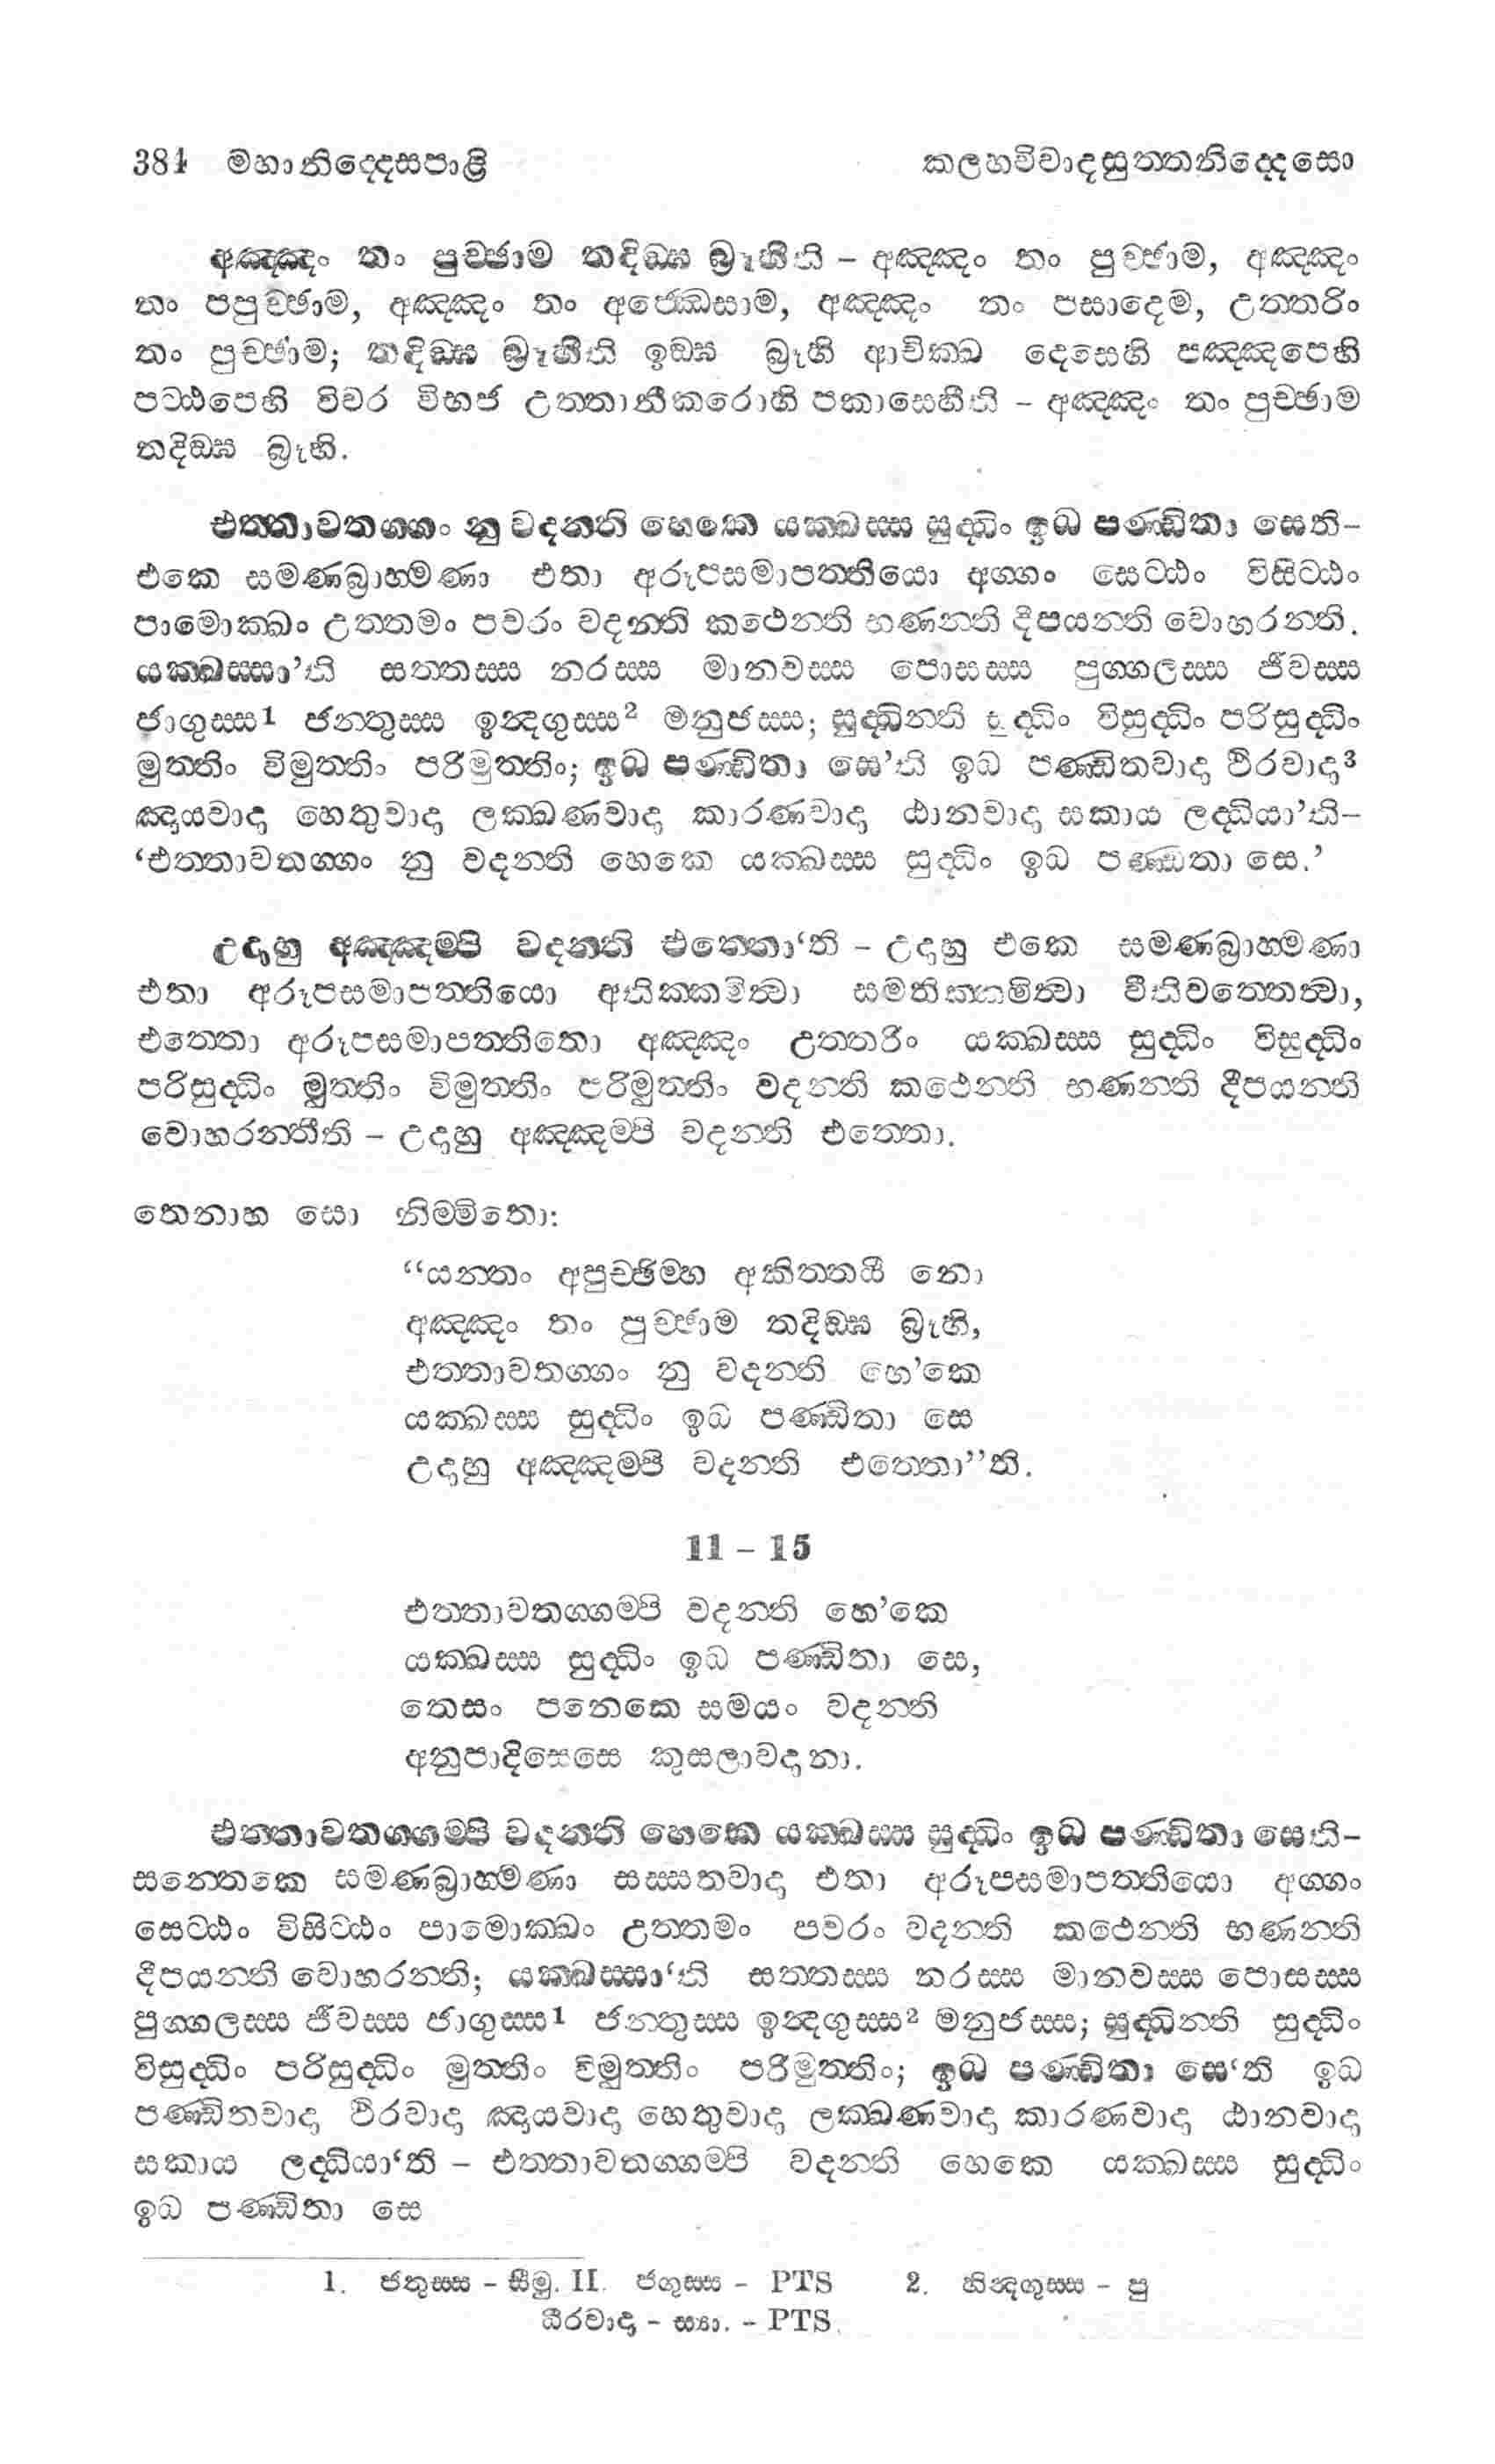 384 මහානිද්දෙසපාළි කලහවිවාදසුත්තනිද්දෙසො
අඤ්ඤං තං පුච්ඡාම තදිඞ්ඝ බ්‍රූහීති – අඤ්ඤං තං පුච්ඡාම, අඤ්ඤං
තං පපුච්ඡාම, අඤ්ඤං තං අජ්ඣෙසාම, අඤ්ඤං තං පසාදෙම, උත්තරිං
තං පුච්ඡාම; තදිඞ්ඝ බ්‍රූහීති ඉඞ්ඝ බ්‍රූහි ආචික්ඛ දෙසෙහි පඤ්ඤපෙහි
පට්ඨපෙහි විවර විභජ උත්තානීකරොහි පකාසෙහීති – අඤ්ඤං තං පුච්ඡාම
තදිඞ්ඝ බ්‍රූහි.
එත්තාවතග්ගං නු වදන්ති හෙකෙ යක්ඛස්ස සුද්ධිං ඉධ පණ්ඩිතා සෙති–
එකෙ සමණබ්‍රාහ්මණා එතා අරූපසමාපත්තියො අග්ගං සෙට්ඨං විසිට්ඨං
පාමොක්ඛං උත්තමං පවරං වදන්ති කථෙන්ති භණන්ති දීපයන්ති වොහරන්ති.
යක්ඛස්සා’ති සත්තස්ස නරස්ස මානවස්ස පොසස්ස පුග්ගලස්ස ජීවස්ස
ජාගුස්ස1 ජන්තුස්ස ඉන්‍දගුස්ස2 මනුජස්ස; සුද්ධින්ති සුද්ධිං විසුද්ධිං පරිසුද්ධිං
මුත්තිං විමුත්තිං පරිමුත්තිං; ඉධ පණ්ඩිතා සෙ’ති ඉධ පණ්ඩිතවාදා ථිරවාදා3
ඤායවාදා හෙතුවාදා ලක්ඛණවාදා කාරණවාදා ඨානවාදා සකාය ලද්ධියා’ති–
‘එත්තාවතග්ගං නු වදන්ති හෙකෙ යක්ඛස්ස සුද්ධිං ඉධ පණ්ඩිතා සෙ.’
උදාහු අඤ්ඤම්පි වදන්ති එත්තො‘ති – උදාහු එකෙ සමණබ්‍රාහ්මණා
එතා අරූපසමාපත්තියො අතික්කමිත්වා සමතික්කමිත්වා වීතිවත්තෙත්වා,
එත්තො අරූපසමාපත්තිතො අඤ්ඤං උත්තරිං යක්ඛස්ස සුද්ධිං විසුද්ධිං
පරිසුද්ධිං මුත්තිං විමුත්තිං පරිමුත්තිං වදන්ති කථෙන්ති භණන්ති දීපයන්ති
වොහරන්තීති – උදාහු අඤ්ඤම්පි වදන්ති එත්තො.
තෙනාහ සො නිම්මිතො:
“යන්තං අපුච්ඡිම්හ අකිත්තයී නො
අඤ්ඤං තං පුච්ඡාම තදිඞ්ඝ බ්‍රූහි,
එත්තාවතග්ගං නු වදන්ති හෙ’කෙ
යක්ඛස්ස සුද්ධිං ඉධ පණ්ඩිතා සෙ
උදාහු අඤ්ඤම්පි වදන්ති එත්තො”ති.
11 – 15
එත්තාවතග්ගම්පි වදන්ති හෙ’කෙ
යක්ඛස්ස සුද්ධිං ඉධ පණ්ඩිතා සෙ,
තෙසං පනෙකෙ සමයං වදන්ති
අනුපාදිසෙසෙ කුසලාවදානා.
එත්තාවතග්ගම්පි වදන්ති හෙකෙ යක්ඛස්ස සුද්ධිං ඉධ පණ්ඩිතා සෙති–
සන්තෙකෙ සමණබ්‍රාහ්මණා සස්සතවාදා එතා අරූපසමාපත්තියො අග්ගං
සෙට්ඨං විසිට්ඨං පාමොක්ඛං උත්තමං පවරං වදන්ති කථෙන්ති භණන්ති
දීපයන්ති වොහරන්ති; යක්ඛස්සා‘ති සත්තස්ස නරස්ස මානවස්ස පොසස්ස
පුග්ගලස්ස ජීවස්ස ජාගුස්ස1 ජන්තුස්ස ඉන්‍දගුස්ස2 මනුජස්ස; සුද්ධින්ති සුද්ධිං
විසුද්ධිං පරිසුද්ධිං මුත්තිං විමුත්තිං පරිමුත්තිං; ඉධ පණ්ඩිතා සෙ‘ති ඉධ
පණ්ඩිතවාදා ථිරවාදා ඤායවාදා හෙතුවාදා ලක්ඛණවාදා කාරණවාදා ඨානවාදා
සකාය ලද්ධියා‘ති – එත්තාවතග්ගම්පි වදන්ති හෙකෙ යක්ඛස්ස සුද්ධිං
ඉධ පණ්ඩිතා සෙ
1. ජතුස්ස – සීමු. II. ජගුස්ස – PTS 2. හින්‍දගුස්ස – පු
ධීරවාදා – ස්‍යා. – PTS.